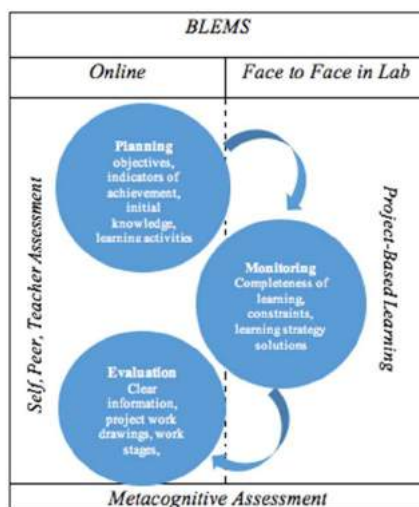 BLEMS
Online
Face to Face in Lab
Self, Peer, Teacher Assessment
Planning
objectives,
indicators of
achievement,
initial
knowledge,
learning activities
Monitoring
Completeness of
learning,
constraints,
learning strategy
solutions
Evaluation
Clear
information,
project work
drawings, work
stages,
Project-Based Learning
Metacognitive Assessment